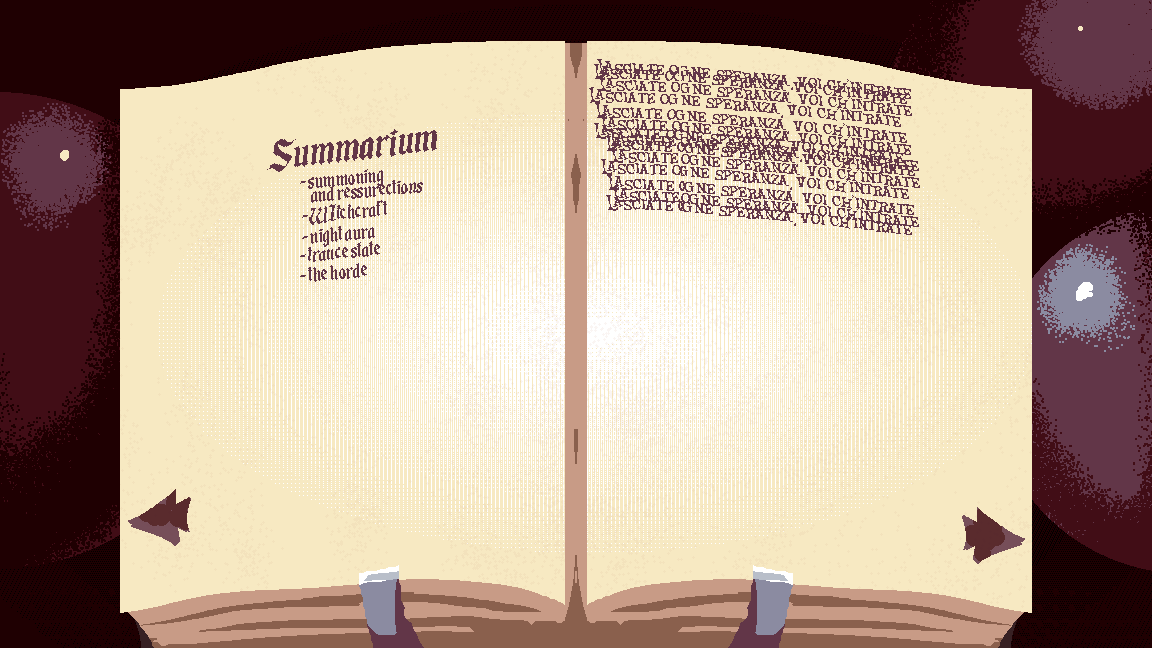 Summarium
-summoning
and ressurections
-WITchcraft
-night aura
-trance state
-the horde
LASCIATE OGNE SPERANZA, VOI CH'INTRATE
LASCIATE OGNE SPERANZA, VOI CH'INTRATE
LASCIATE OGNE SPERANZA, VOI CH'INTRATE
LASCIATE OGNE SPERANZA, VOI CH'INTRATE
LASCIATE OGNE SPERANZA, VOI CH'INTRATE
LASCIATE OGNE SPERANZA, VOI CH'INTRATE
LASCIATE OGNE SPERANZA, VOI CH'INTRATE
LASCIATE OGNE SPERANZA, VOI CH'INTRATE
LASCIATE OGNE SPERANZA, VOI CH'INTRATE
LASCIATE OGNE SPERANZA, VOI CH'INTRATE
LASCIATE OGNE SPERANZA, VOI CH'INTRATE
LASCIATE OGNE SPERANZA, VOI CH'INTRATE
LASCIATE OGNE SPERANZA, VOI CH'INTRATE